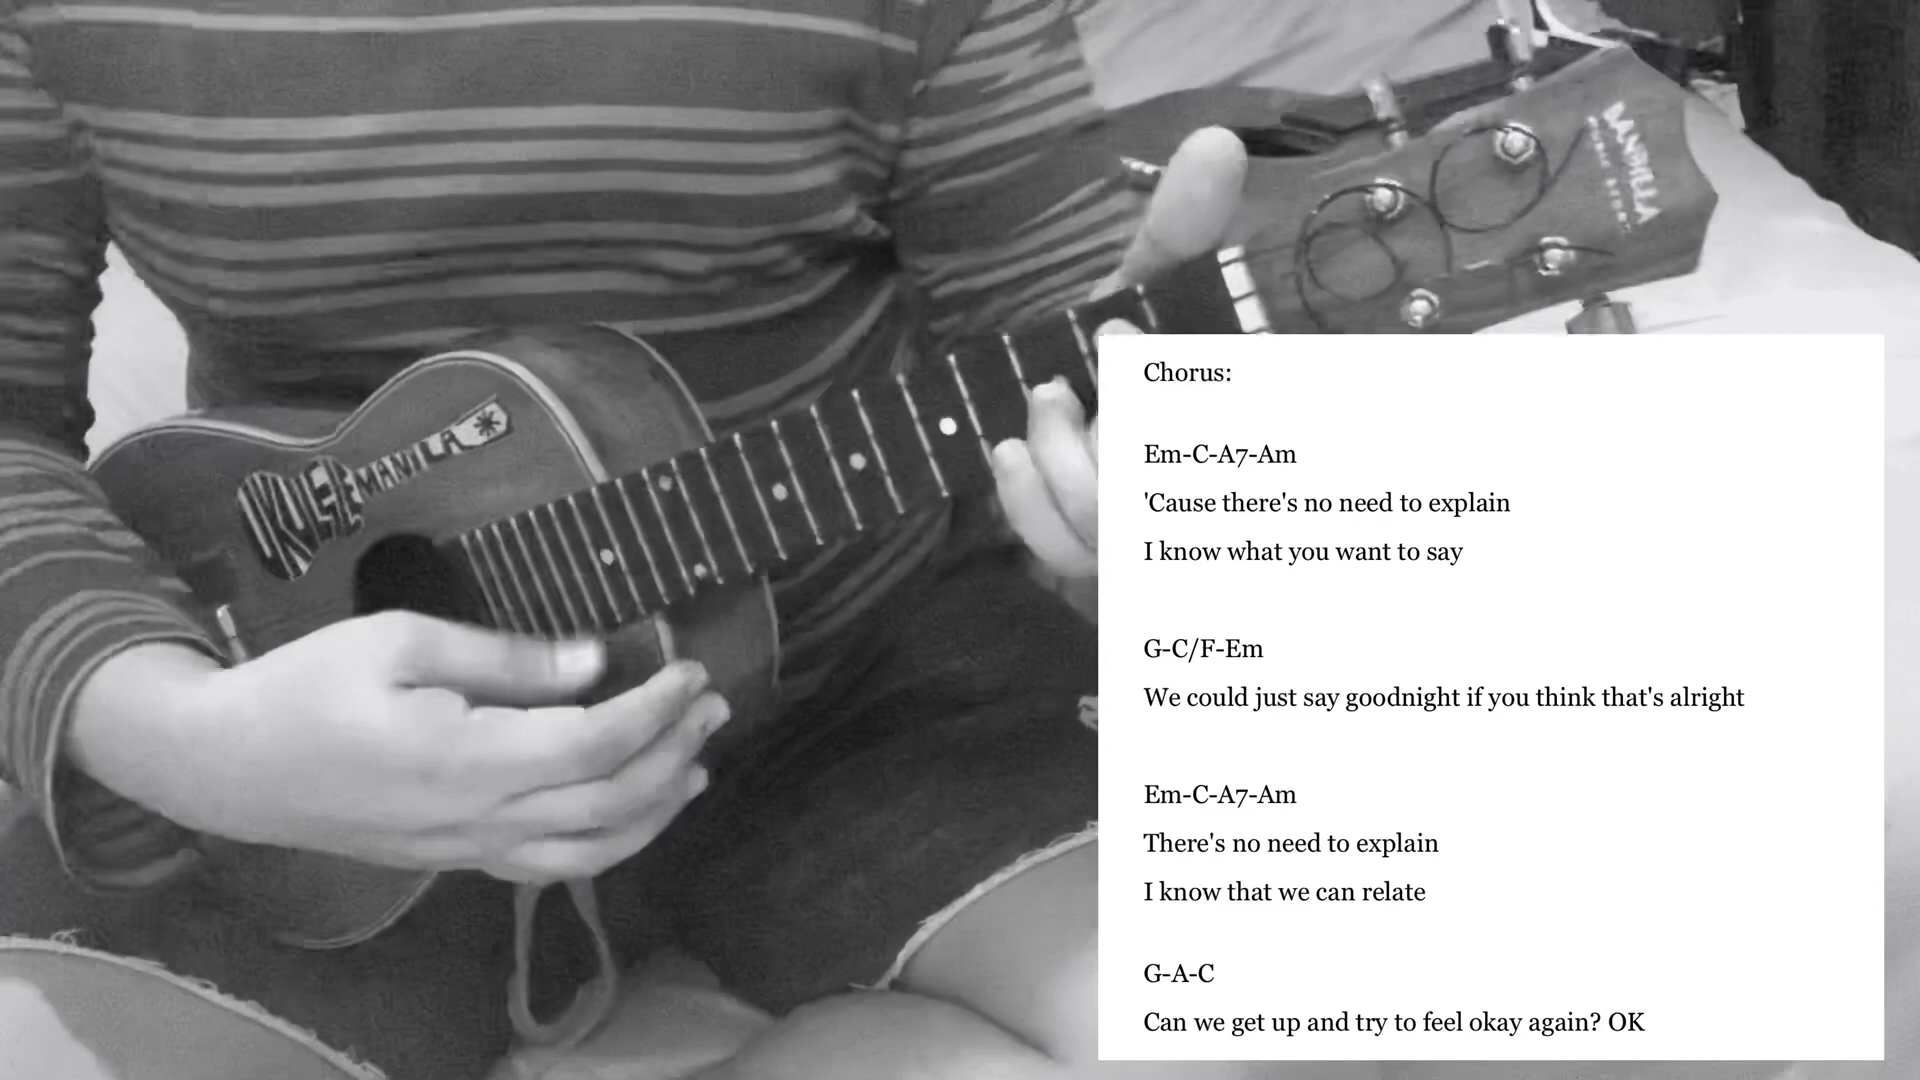 UKULELE MANILA
Chorus:
Em-C-A7-Am
'Cause there's no need to explain
I know what you want to say
G-C/F-Em
We could just say goodnight if you think that's alright
Em-C-A7-Am
There's no need to explain
I know that we can relate
G-A-C
Can we get up and try to feel okay again? OK